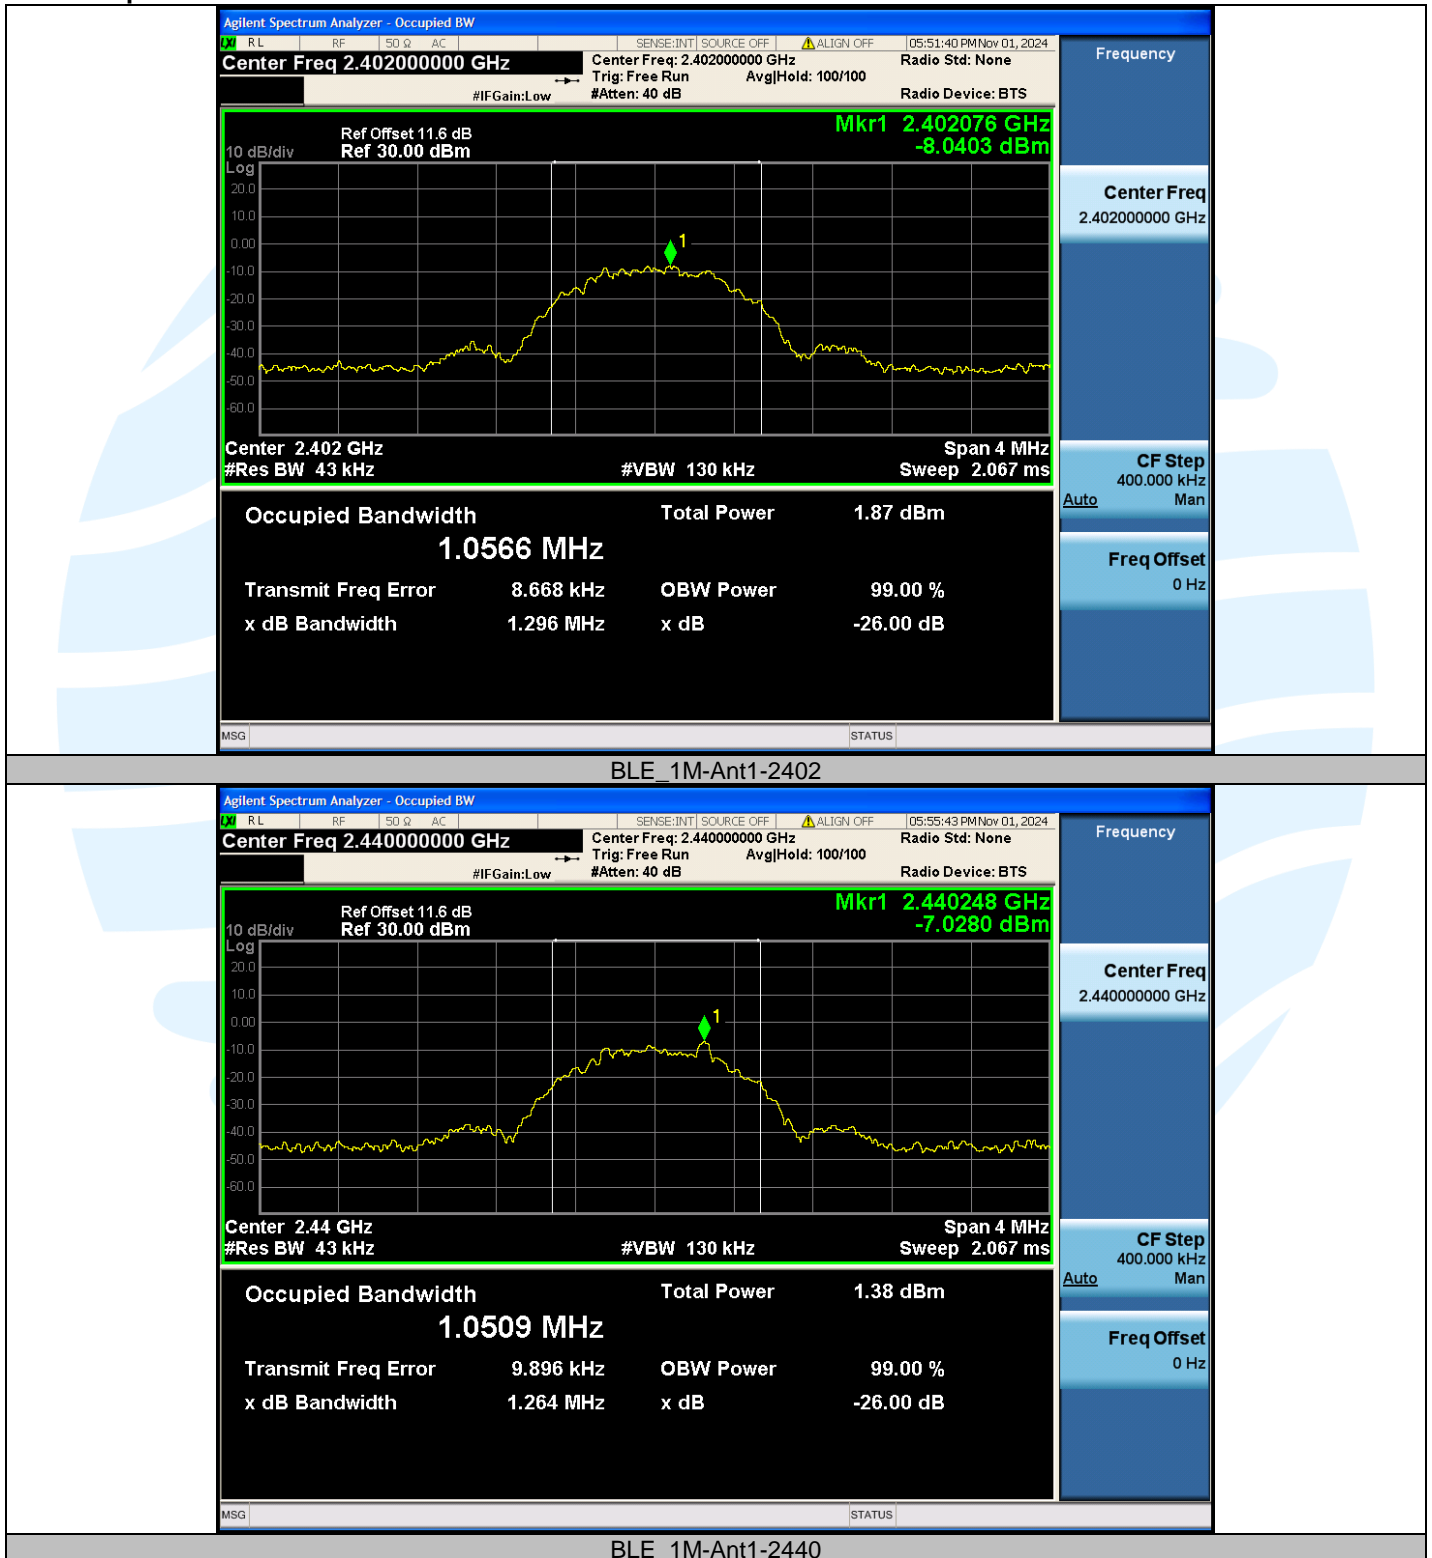 Agilent Spectrum Analyzer - Occupied BW
LXI RL RF 50 Ω AC SENSE:INT SOURCE OFF ALIGN OFF 05:51:40 PM Nov 01, 2024
Center Freq 2.402000000 GHz
Center Freq: 2.402000000 GHz Radio Std: None
Trig: Free Run Avg|Hold: 100/100
#IFGain:Low #Atten: 40 dB Radio Device: BTS
Frequency
Mkr1 2.402076 GHz
-8.0403 dBm
Ref Offset 11.6 dB
10 dB/div Ref 30.00 dBm
Log
20.0
10.0
0.00
-10.0
-20.0
-30.0
-40.0
-50.0
-60.0
1
Center 2.402 GHz Span 4 MHz
#Res BW 43 kHz #VBW 130 kHz Sweep 2.067 ms
Center Freq
2.402000000 GHz
CF Step
400.000 kHz
Auto Man
Freq Offset
0 Hz
Occupied Bandwidth Total Power 1.87 dBm
1.0566 MHz
Transmit Freq Error 8.668 kHz OBW Power 99.00 %
x dB Bandwidth 1.296 MHz x dB -26.00 dB
MSG STATUS
BLE_1M-Ant1-2402
Agilent Spectrum Analyzer - Occupied BW
LXI RL RF 50 Ω AC SENSE:INT SOURCE OFF ALIGN OFF 05:55:43 PM Nov 01, 2024
Center Freq 2.440000000 GHz
Center Freq: 2.440000000 GHz Radio Std: None
Trig: Free Run Avg|Hold: 100/100
#IFGain:Low #Atten: 40 dB Radio Device: BTS
Frequency
Mkr1 2.440248 GHz
-7.0280 dBm
Ref Offset 11.6 dB
10 dB/div Ref 30.00 dBm
Log
20.0
10.0
0.00
-10.0
-20.0
-30.0
-40.0
-50.0
-60.0
1
Center 2.44 GHz Span 4 MHz
#Res BW 43 kHz #VBW 130 kHz Sweep 2.067 ms
Center Freq
2.440000000 GHz
CF Step
400.000 kHz
Auto Man
Freq Offset
0 Hz
Occupied Bandwidth Total Power 1.38 dBm
1.0509 MHz
Transmit Freq Error 9.896 kHz OBW Power 99.00 %
x dB Bandwidth 1.264 MHz x dB -26.00 dB
MSG STATUS
BLE_1M-Ant1-2440